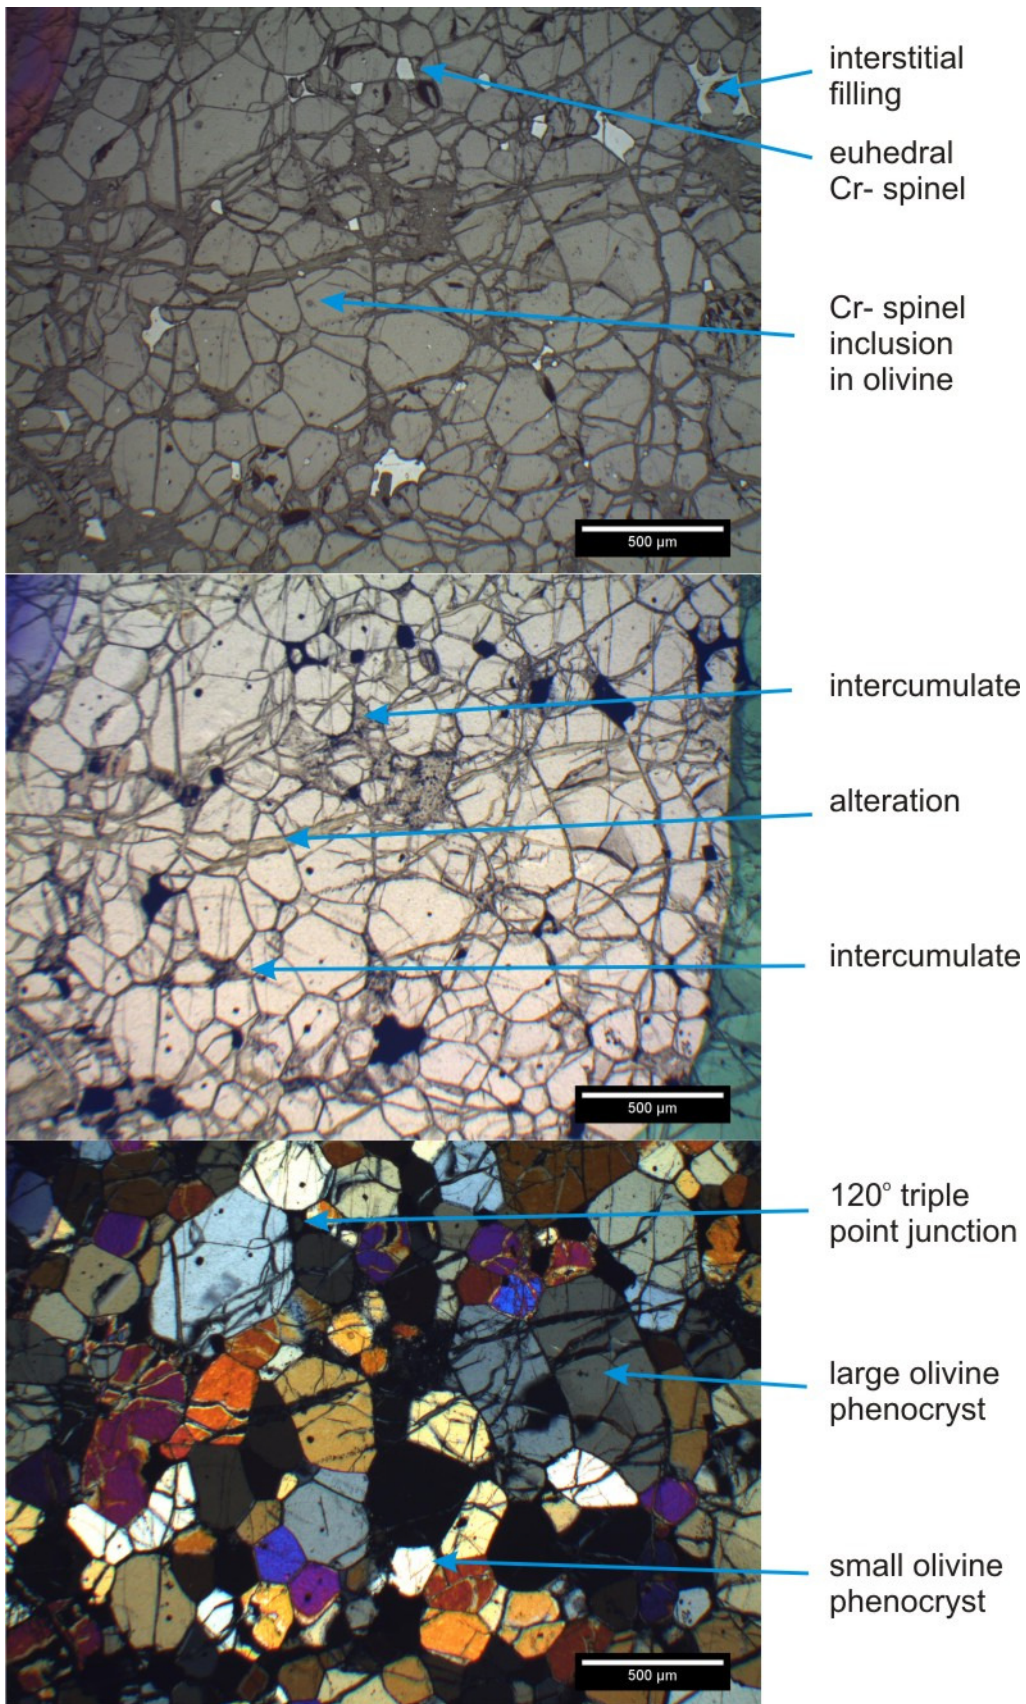 interstitial
filling
euhedral
Cr- spinel
Cr- spinel
inclusion
in olivine
500 µm
intercumulate
alteration
intercumulate
500 µm
120° triple
point junction
large olivine
phenocryst
small olivine
phenocryst
500 µm